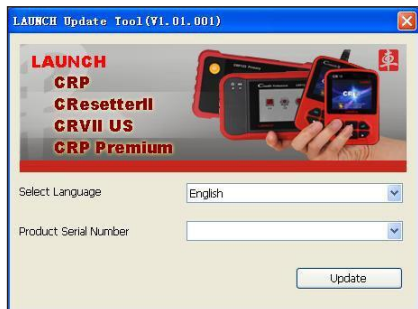 LAUNCH Update Tool(V1.01.001)
LAUNCH
CRP
CResetterII
CRVII US
CRP Premium
Select Language
English
Product Serial Number
Update